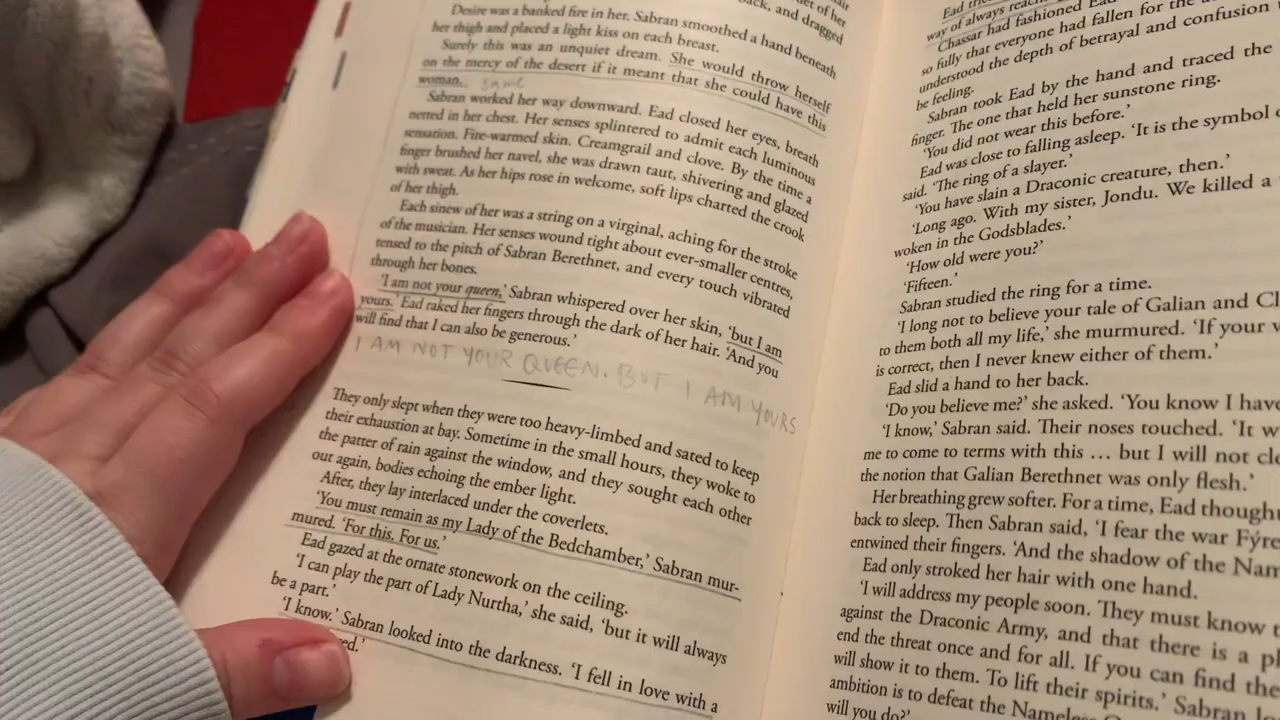 back, and dragged
Desire was a banked fire in her. Sabran smoothed a hand beneath
her thigh and placed a light kiss on each breast.
Surely this was an unquiet dream. She would throw herself
on the mercy of the desert if it meant that she could have this
woman. same
Sabran worked her way downward. Ead closed her eyes, breath
netted in her chest. Her senses splintered to admit each luminous
sensation. Fire-warmed skin. Creamgrail and clove. By the time a
finger brushed her navel, she was drawn taut, shivering and glazed
with sweat. As her hips rose in welcome, soft lips charted the crook
of her thigh.
Each sinew of her was a string on a virginal, aching for the stroke
of the musician. Her senses wound tight about ever-smaller centres,
tensed to the pitch of Sabran Berethnet, and every touch vibrated
through her bones.
'I am not your queen,' Sabran whispered over her skin, 'but I am
yours.' Ead raked her fingers through the dark of her hair. 'And you
will find that I can also be generous.'
I AM NOT YOUR QUEEN. BUT I AM YOURS
They only slept when they were too heavy-limbed and sated to keep
their exhaustion at bay. Sometime in the small hours, they woke to
the patter of rain against the window, and they sought each other
out again, bodies echoing the ember light.
After, they lay interlaced under the coverlets.
'You must remain as my Lady of the Bedchamber,' Sabran mur-
mured. 'For this. For us.'
Ead gazed at the ornate stonework on the ceiling.
'I can play the part of Lady Nurtha,' she said, 'but it will always
be a part.'
'I know.' Sabran looked into the darkness. 'I fell in love with a
way of always
Chassar had fashioned
so fully that everyone had fallen for the
understood the depth of betrayal and confusion
be feeling.
Sabran took Ead by the hand and traced the
finger. The one that held her sunstone ring.
'You did not wear this before.'
Ead was close to falling asleep. 'It is the symbol
said. 'The ring of a slayer.'
'You have slain a Draconic creature, then.'
'Long ago. With my sister, Jondu. We killed a
woken in the Godsblades.'
'How old were you?'
'Fifteen.'
Sabran studied the ring for a time.
'I long not to believe your tale of Galian and
to them both all my life,' she murmured. 'If your
is correct, then I never knew either of them.'
Ead slid a hand to her back.
'Do you believe me?' she asked. 'You know I
'I know,' Sabran said. Their noses touched. 'It
me to come to terms with this … but I will not
the notion that Galian Berethnet was only flesh.'
Her breathing grew softer. For a time, Ead
back to sleep. Then Sabran said, 'I fear the war
entwined their fingers. 'And the shadow of the
Ead only stroked her hair with one hand.
'I will address my people soon. They must know
against the Draconic Army, and that there is a
end the threat once and for all. If you can find the
will show it to them. To lift their spirits.' Sabran
ambition is to defeat the
will you do?'